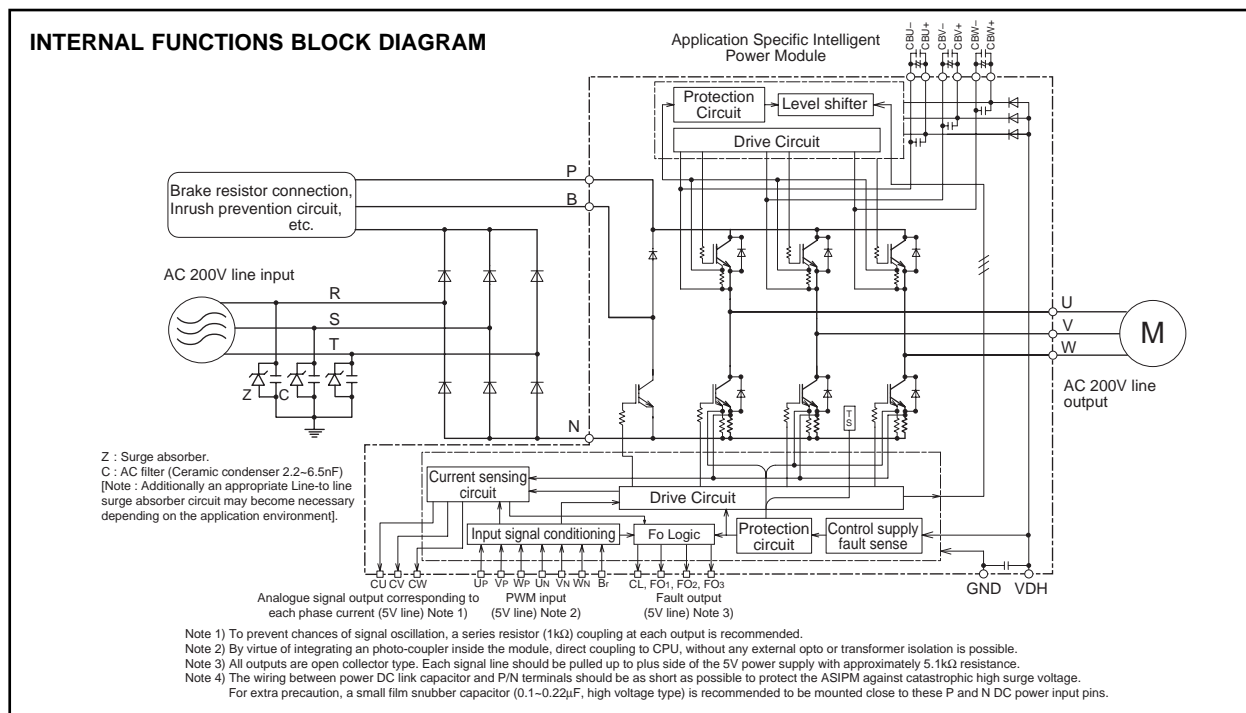 INTERNAL FUNCTIONS BLOCK DIAGRAM
Application Specific Intelligent
Power Module
CBU–
CBU+
CBV–
CBV+
CBW–
CBW+
Protection
Circuit
Level shifter
Drive Circuit
Brake resistor connection,
Inrush prevention circuit,
etc.
P
B
AC 200V line input
R
S
T
Z
C
N
T
S
U
V
W
M
AC 200V line
output
Z : Surge absorber.
C : AC filter (Ceramic condenser 2.2~6.5nF)
[Note : Additionally an appropriate Line-to line
surge absorber circuit may become necessary
depending on the application environment].
Current sensing
circuit
Drive Circuit
Input signal conditioning
Fo Logic
Protection
circuit
Control supply
fault sense
CU CV CW
UP VP WP UN VN WN Br
CL, FO1, FO2, FO3
GND VDH
Analogue signal output corresponding to
each phase current (5V line) Note 1)
PWM input
(5V line) Note 2)
Fault output
(5V line) Note 3)
Note 1) To prevent chances of signal oscillation, a series resistor (1kΩ) coupling at each output is recommended.
Note 2) By virtue of integrating an photo-coupler inside the module, direct coupling to CPU, without any external opto or transformer isolation is possible.
Note 3) All outputs are open collector type. Each signal line should be pulled up to plus side of the 5V power supply with approximately 5.1kΩ resistance.
Note 4) The wiring between power DC link capacitor and P/N terminals should be as short as possible to protect the ASIPM against catastrophic high surge voltage.
For extra precaution, a small film snubber capacitor (0.1~0.22μF, high voltage type) is recommended to be mounted close to these P and N DC power input pins.